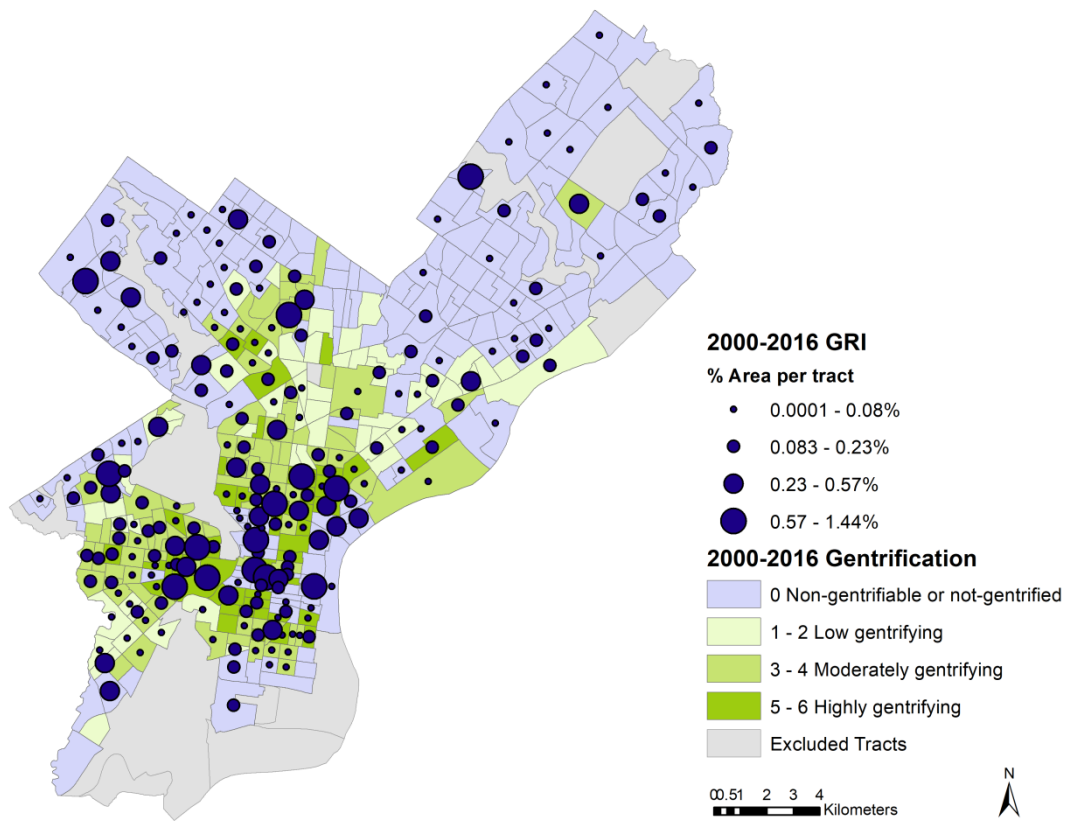 2000-2016 GRI
% Area per tract
0.0001 - 0.08%
0.083 - 0.23%
0.23 - 0.57%
0.57 - 1.44%
2000-2016 Gentrification
0 Non-gentrifiable or not-gentrified
1 - 2 Low gentrifying
3 - 4 Moderately gentrifying
5 - 6 Highly gentrifying
Excluded Tracts
N
00.51 2 3 4
Kilometers